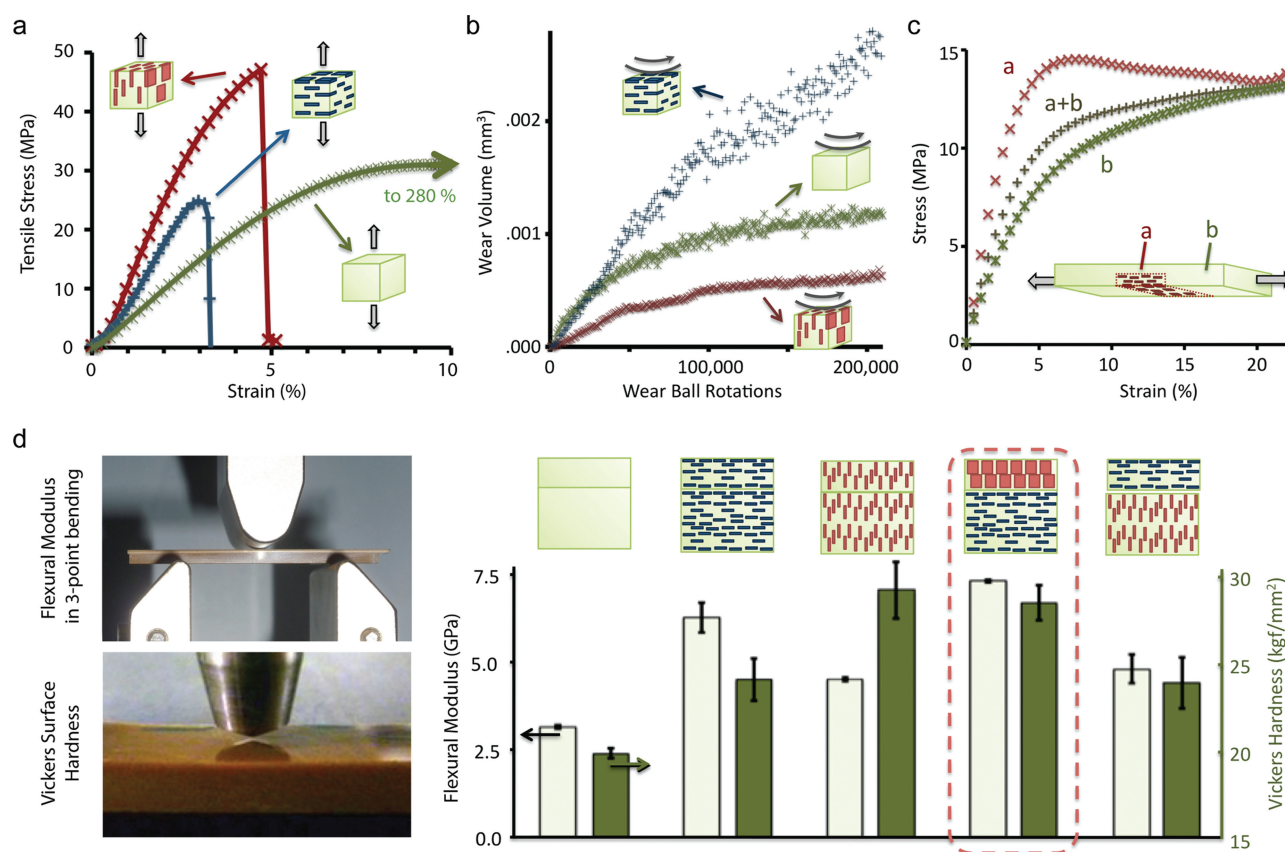 a
Tensile Stress (MPa)
50
40
30
20
10
0
to 280 %
0
5
10
Strain (%)
b
Wear Volume (mm³)
.002
.001
.000
0
100,000
200,000
Wear Ball Rotations
c
Stress (MPa)
15
10
5
0
a
a+b
b
a
b
0
5
10
15
20
Strain (%)
d
Flexural Modulus
in 3-point bending
Vickers Surface
Hardness
Flexural Modulus (GPa)
7.5
5.0
2.5
0.0
30
25
20
15
Vickers Hardness (kgf/mm²)